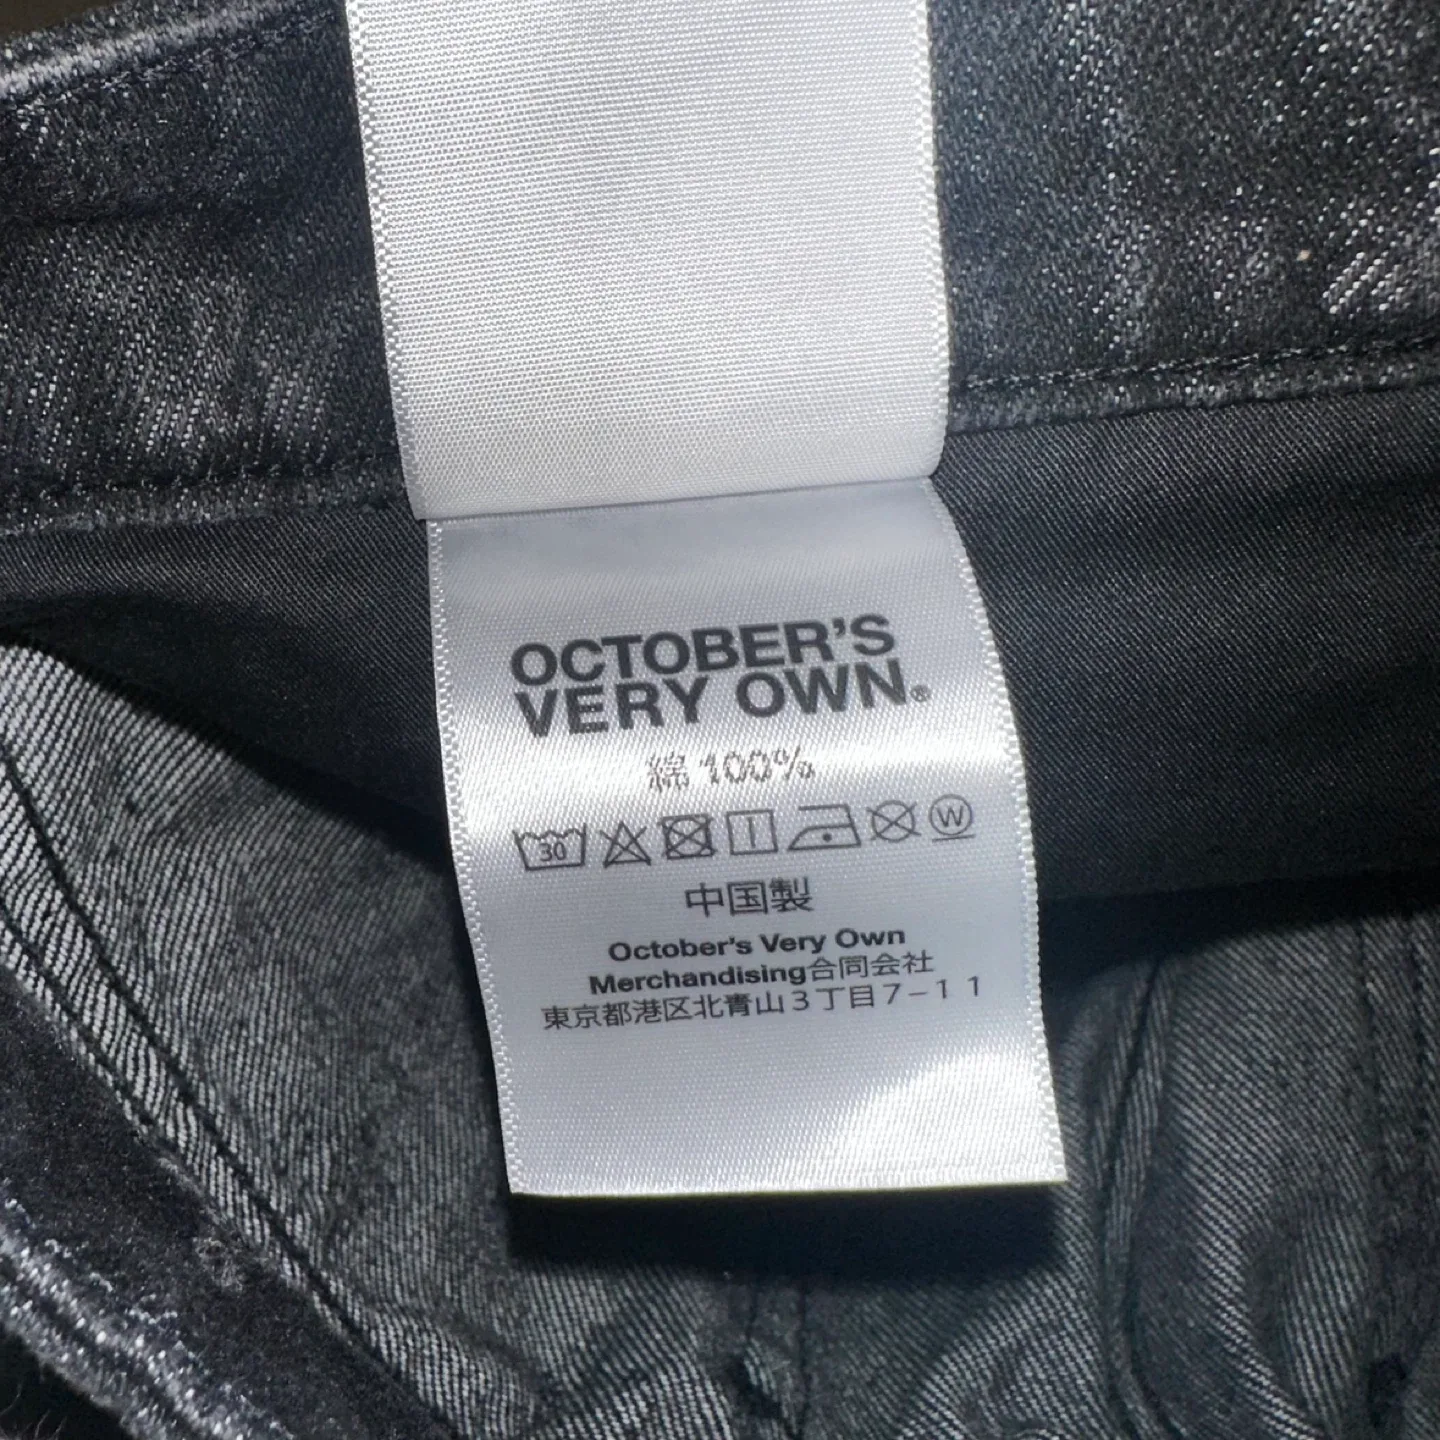 OCTOBER'S
VERY OWN®
綿 100%
30 W
中国製
October's Very Own
Merchandising合同会社
東京都港区北青山3丁目7-11